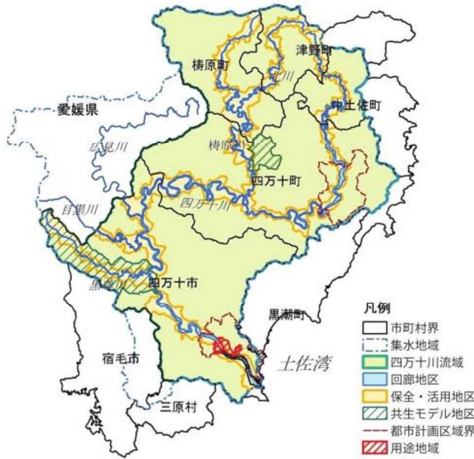 津野町
梼原町
北川
中土佐町
愛媛県
広見川
梼原川
四万十町
四万十川
目黒川
黒尊川
四万十市
黒潮町
土佐湾
宿毛市
三原村
凡例
市町村界
集水地域
四万十川流域
回廊地区
保全・活用地区
共生モデル地区
都市計画区域界
用途地域